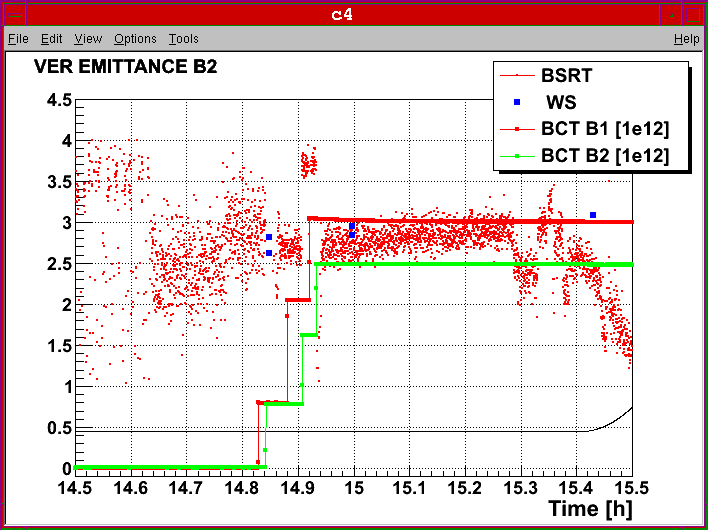 c4
File Edit View Options Tools Help
VER EMITTANCE B2
BSRT
WS
BCT B1 [1e12]
BCT B2 [1e12]
4.5
4
3.5
3
2.5
2
1.5
1
0.5
0
14.5 14.6 14.7 14.8 14.9 15 15.1 15.2 15.3 15.4 15.5
Time [h]